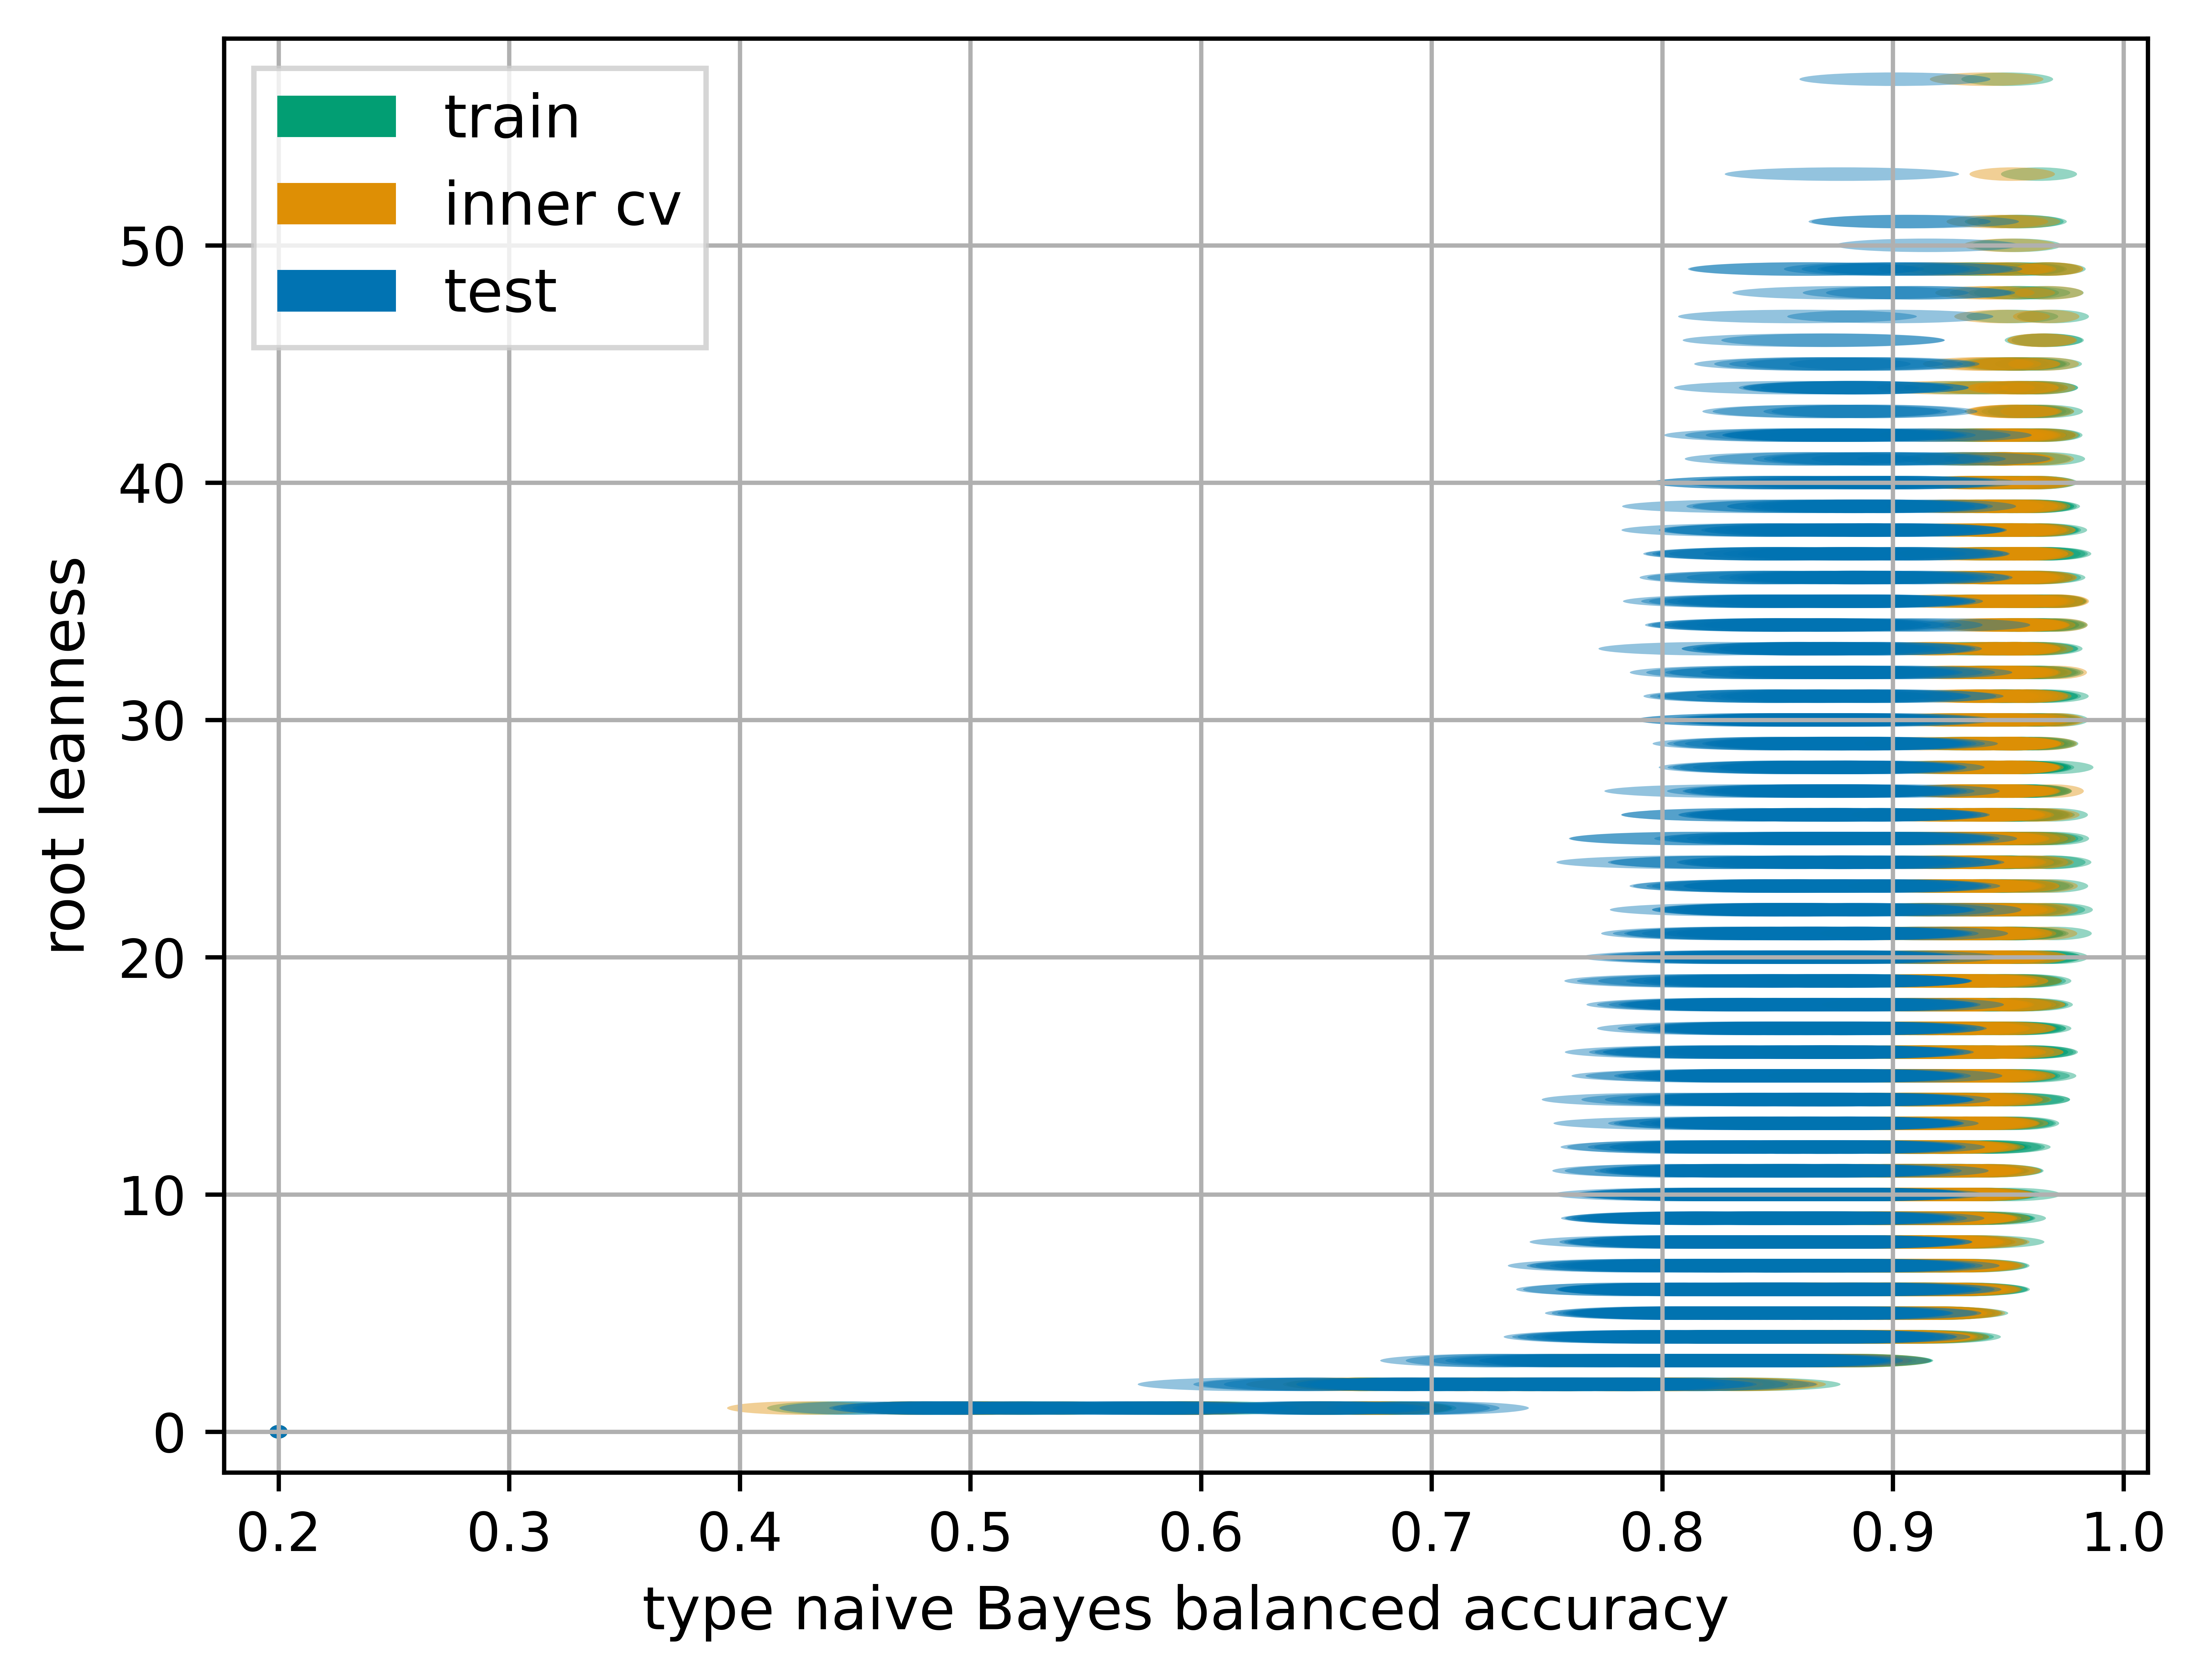 train
inner cv
test
50
40
30
20
10
0
root leanness
0.2 0.3 0.4 0.5 0.6 0.7 0.8 0.9 1.0
type naive Bayes balanced accuracy